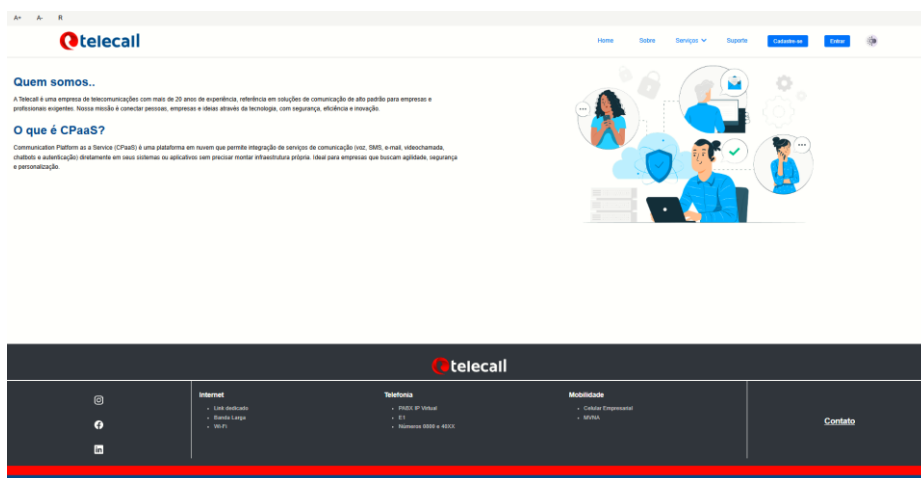 A+ A- R
telecall
Home Sobre Serviços Suporte Cadastre-se Entrar
Quem somos..
A Telecall é uma empresa de telecomunicações com mais de 20 anos de experiência, referência em soluções de comunicação de alto padrão para empresas e
profissionais exigentes. Nossa missão é conectar pessoas, empresas e ideias através da tecnologia, com segurança, eficiência e inovação.
O que é CPaaS?
Communication Platform as a Service (CPaaS) é uma plataforma em nuvem que permite integração de serviços de comunicação (voz, SMS, e-mail, videochamada,
chatbots e autenticação) diretamente em seus sistemas ou aplicativos sem precisar montar infraestrutura própria. Ideal para empresas que buscam agilidade, segurança
e personalização.
telecall
Internet
Link dedicado
Banda Larga
Wi-Fi
Telefonia
PABX IP Virtual
E1
Números 0800 e 40XX
Mobilidade
Celular Empresarial
MVNA
Contato